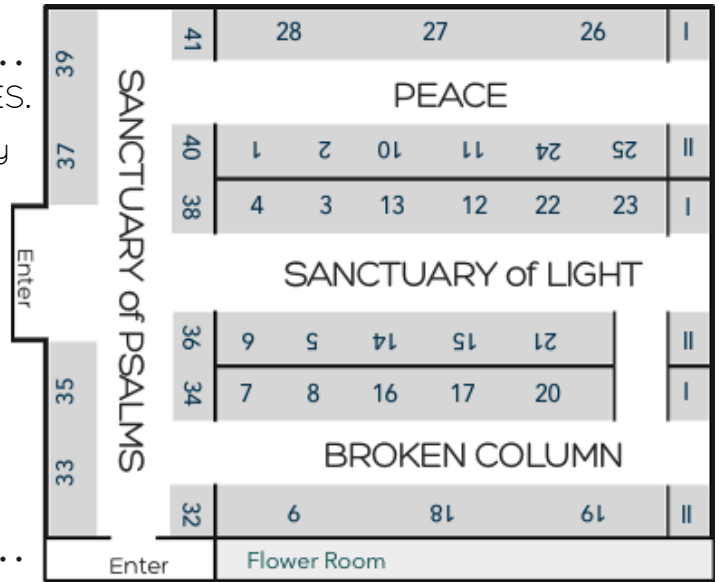 41 28 27 26 I
39
..
ES.
PEACE
y
37
40 1 2 10 11 24 25 II
38 4 3 13 12 22 23 I
SANCTUARY of PSALMS
Enter
SANCTUARY of LIGHT
36 6 5 14 15 21 II
35
34 7 8 16 17 20 I
33
BROKEN COLUMN
32 9 18 19 II
..
Enter
Flower Room